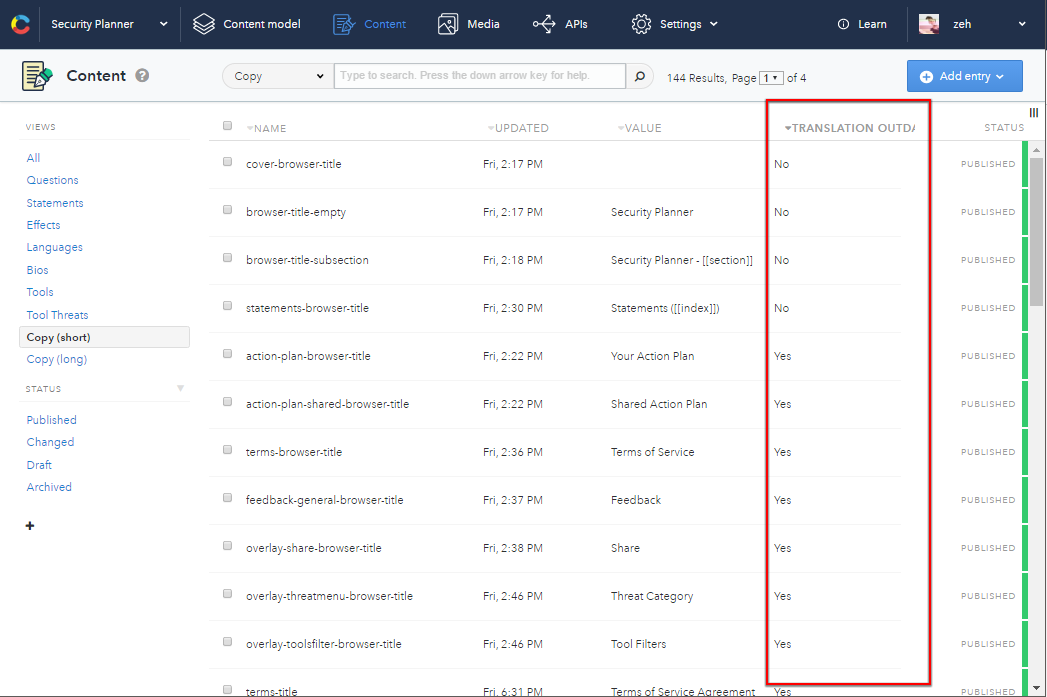 Security Planner Content model Content Media APIs Settings Learn zeh
Content ? Copy Type to search. Press the down arrow key for help. 144 Results, Page 1 of 4 Add entry
VIEWS
All
Questions
Statements
Effects
Languages
Bios
Tools
Tool Threats
Copy (short)
Copy (long)
STATUS
Published
Changed
Draft
Archived
+
NAME UPDATED VALUE TRANSLATION OUTDA STATUS
cover-browser-title Fri, 2:17 PM No PUBLISHED
browser-title-empty Fri, 2:17 PM Security Planner No PUBLISHED
browser-title-subsection Fri, 2:18 PM Security Planner - [[section]] No PUBLISHED
statements-browser-title Fri, 2:30 PM Statements ([[index]]) No PUBLISHED
action-plan-browser-title Fri, 2:22 PM Your Action Plan Yes PUBLISHED
action-plan-shared-browser-title Fri, 2:22 PM Shared Action Plan Yes PUBLISHED
terms-browser-title Fri, 2:36 PM Terms of Service Yes PUBLISHED
feedback-general-browser-title Fri, 2:37 PM Feedback Yes PUBLISHED
overlay-share-browser-title Fri, 2:38 PM Share Yes PUBLISHED
overlay-threatmenu-browser-title Fri, 2:46 PM Threat Category Yes PUBLISHED
overlay-toolsfilter-browser-title Fri, 2:46 PM Tool Filters Yes PUBLISHED
terms-title Fri, 6:31 PM Terms of Service Agreement Yes PUBLISHED